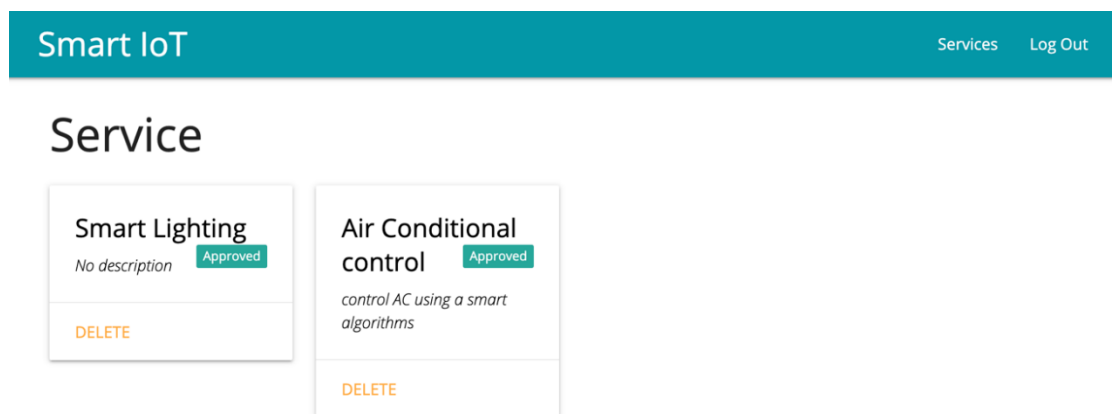 Smart IoT
Services
Log Out
Service
Smart Lighting
Approved
No description
DELETE
Air Conditional
control
Approved
control AC using a smart
algorithms
DELETE